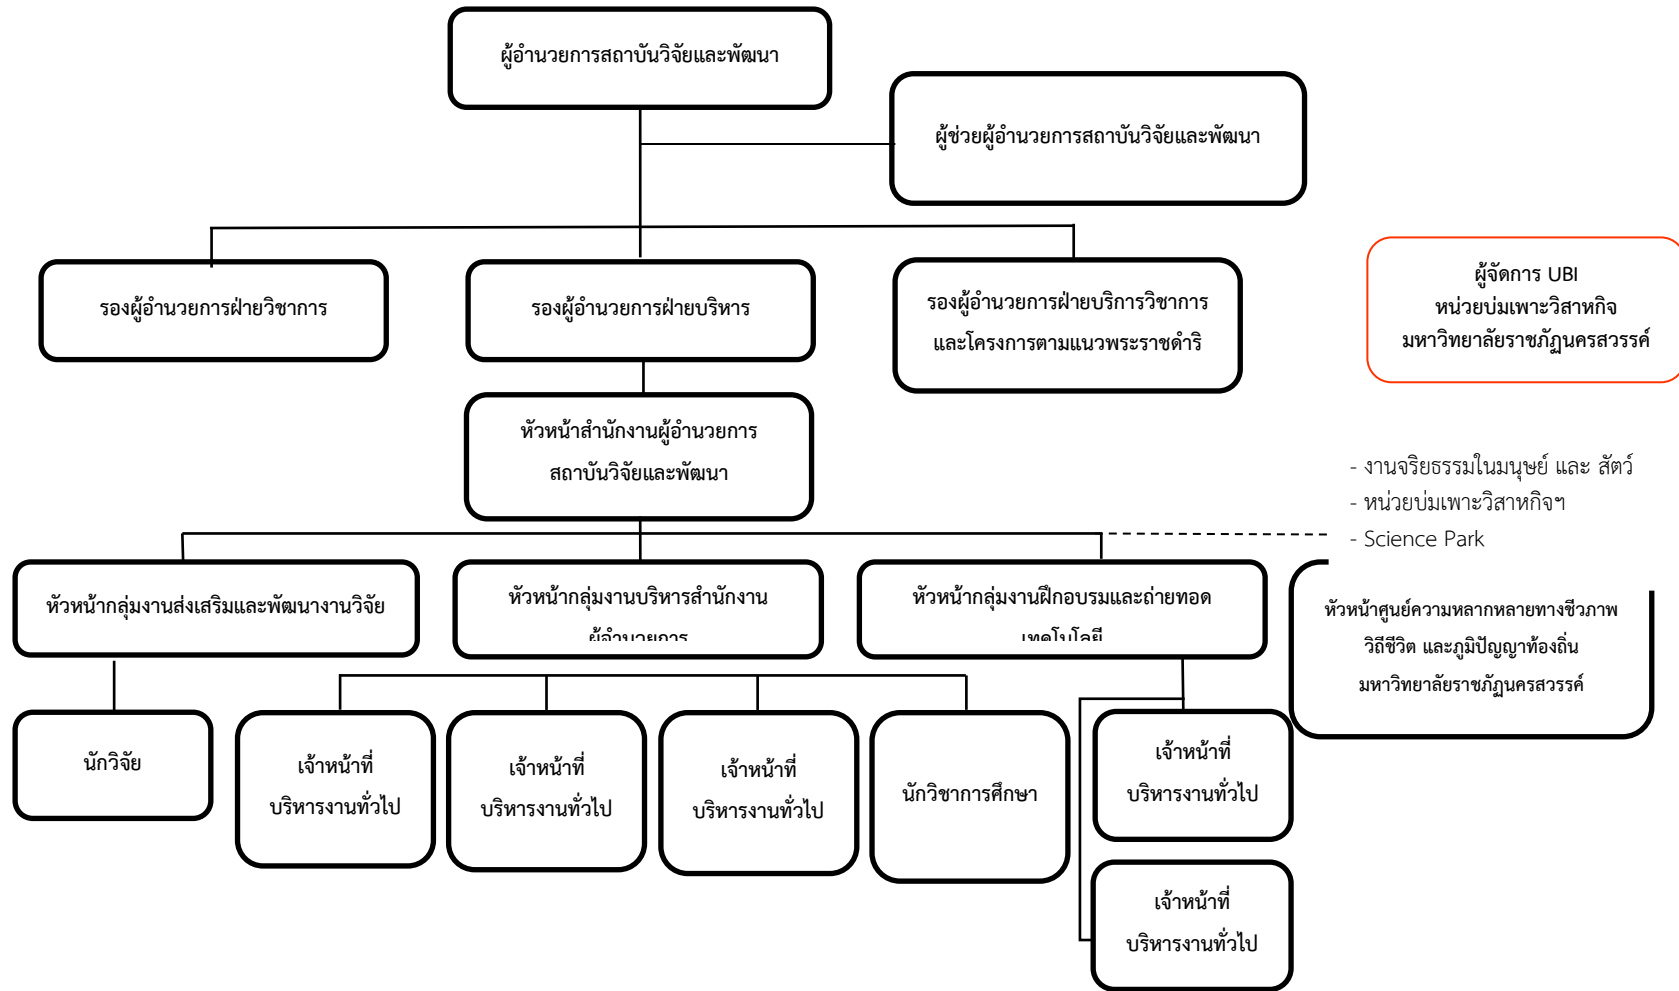 ผู้อำนวยการสถาบันวิจัยและพัฒนา
ผู้ช่วยผู้อำนวยการสถาบันวิจัยและพัฒนา
รองผู้อำนวยการฝ่ายวิชาการ
รองผู้อำนวยการฝ่ายบริหาร
รองผู้อำนวยการฝ่ายบริการวิชาการ
และโครงการตามแนวพระราชดำริ
ผู้จัดการ UBI
หน่วยบ่มเพาะวิสาหกิจ
มหาวิทยาลัยราชภัฏนครสวรรค์
หัวหน้าสำนักงานผู้อำนวยการ
สถาบันวิจัยและพัฒนา
- งานจริยธรรมในมนุษย์ และ สัตว์
- หน่วยบ่มเพาะวิสาหกิจฯ
- Science Park
หัวหน้ากลุ่มงานส่งเสริมและพัฒนางานวิจัย
หัวหน้ากลุ่มงานบริหารสำนักงาน
ผู้อำนวยการ
หัวหน้ากลุ่มงานฝึกอบรมและถ่ายทอด
เทคโนโลยี
หัวหน้าศูนย์ความหลากหลายทางชีวภาพ
วิถีชีวิต และภูมิปัญญาท้องถิ่น
มหาวิทยาลัยราชภัฏนครสวรรค์
นักวิจัย
เจ้าหน้าที่
บริหารงานทั่วไป
เจ้าหน้าที่
บริหารงานทั่วไป
เจ้าหน้าที่
บริหารงานทั่วไป
นักวิชาการศึกษา
เจ้าหน้าที่
บริหารงานทั่วไป
เจ้าหน้าที่
บริหารงานทั่วไป